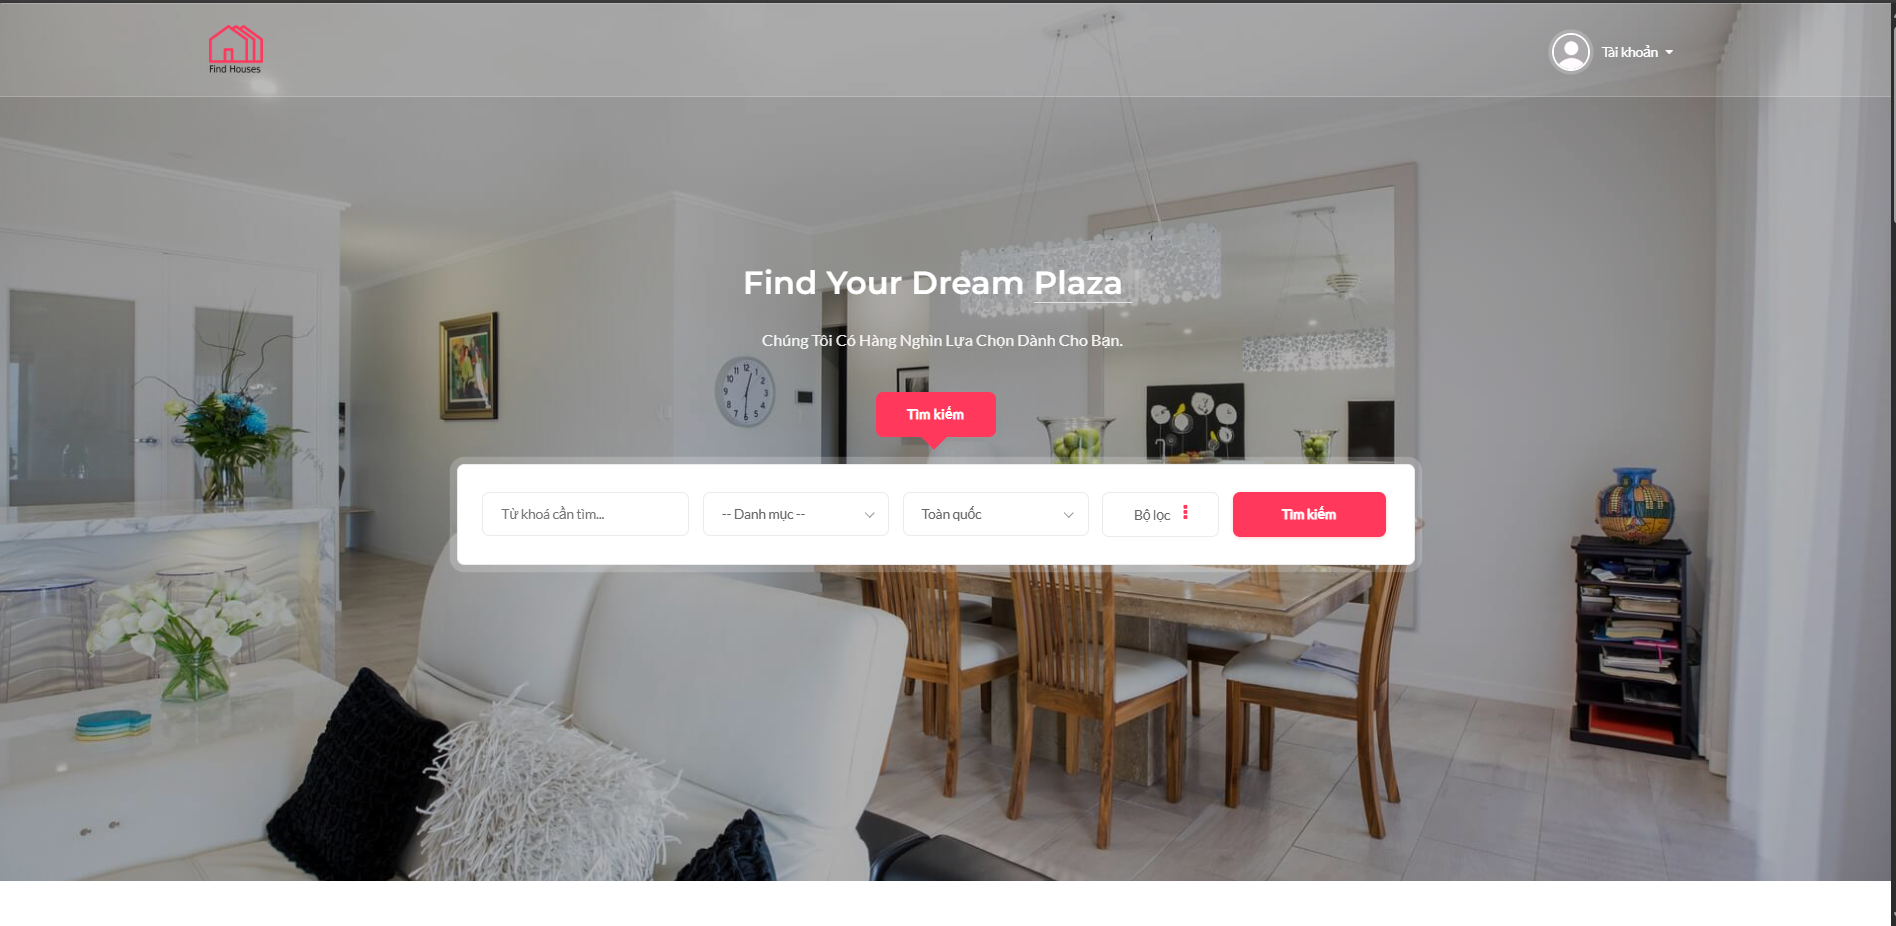 Find Houses
Tài khoản
Find Your Dream Plaza
Chúng Tôi Có Hàng Nghìn Lựa Chọn Dành Cho Bạn.
Tìm kiếm
Từ khoá cần tìm...
-- Danh mục --
Toàn quốc
Bộ lọc
Tìm kiếm